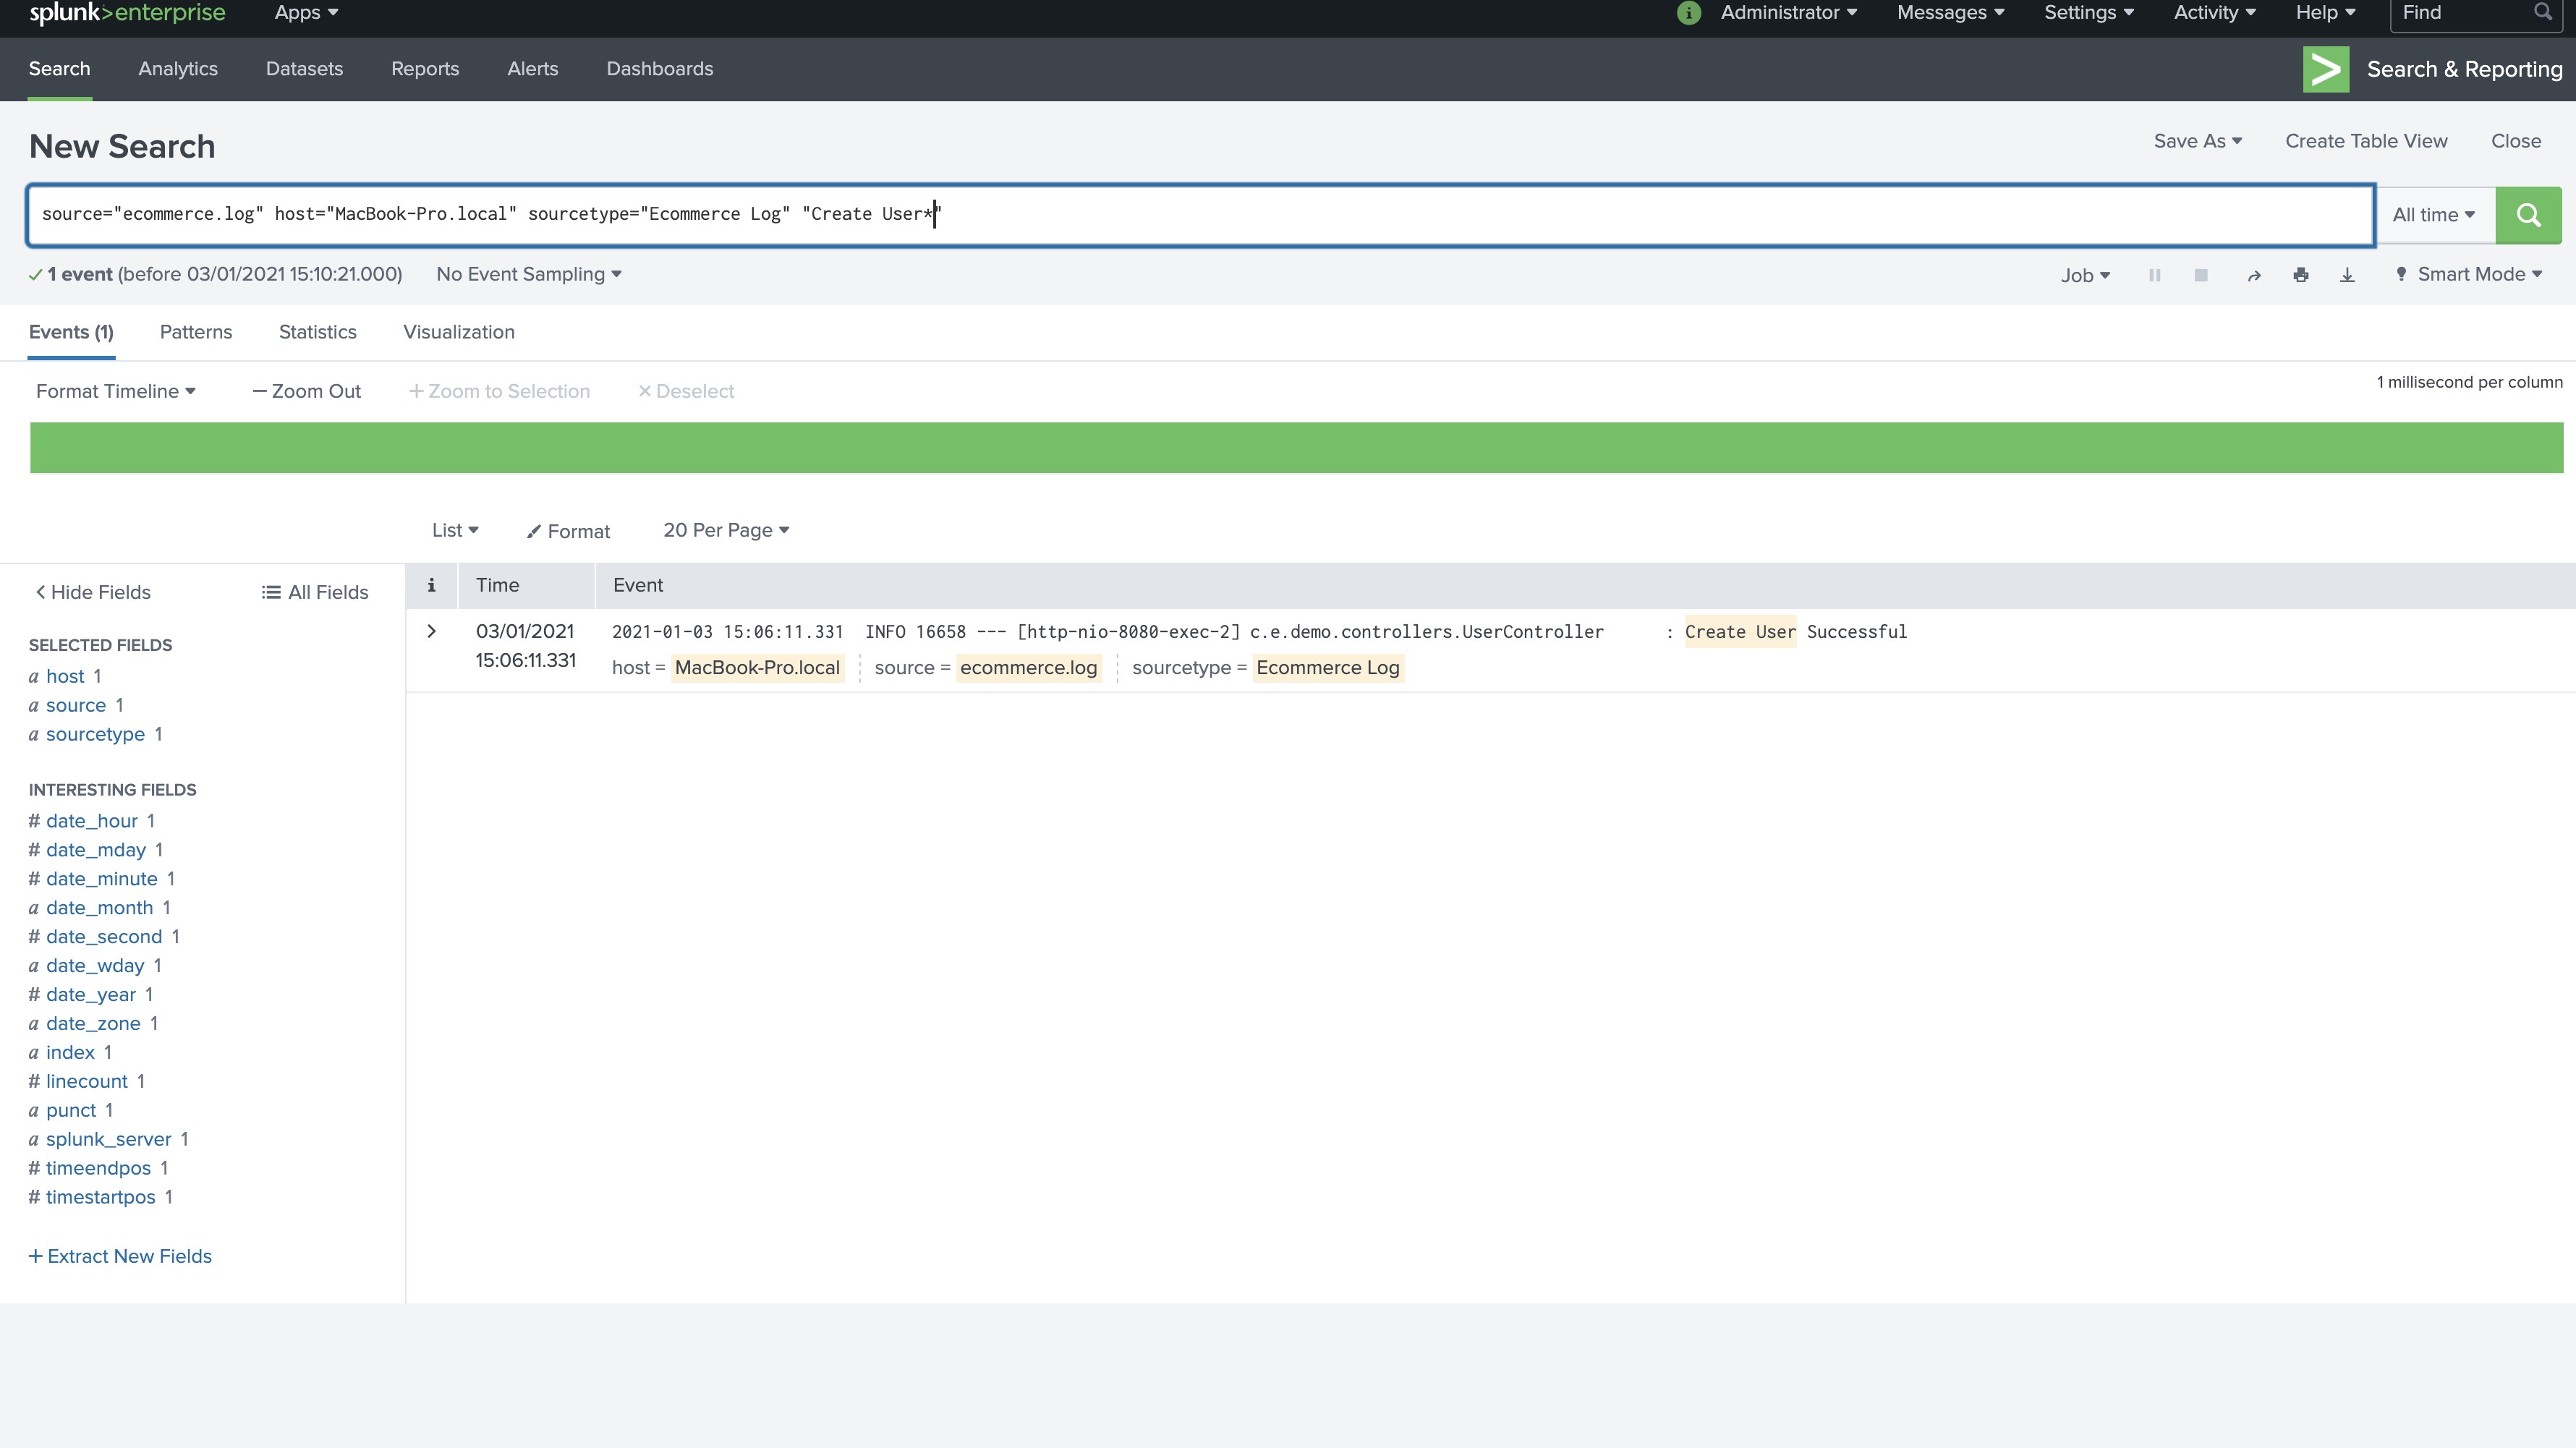 splunk>enterprise Apps Administrator Messages Settings Activity Help Find
Search Analytics Datasets Reports Alerts Dashboards Search & Reporting
New Search Save As Create Table View Close
source="ecommerce.log" host="MacBook-Pro.local" sourcetype="Ecommerce Log" "Create User*" All time
1 event (before 03/01/2021 15:10:21.000) No Event Sampling Job Smart Mode
Events (1) Patterns Statistics Visualization
Format Timeline — Zoom Out + Zoom to Selection × Deselect 1 millisecond per column
List Format 20 Per Page
< Hide Fields All Fields
i Time Event
SELECTED FIELDS
a host 1
a source 1
a sourcetype 1
INTERESTING FIELDS
# date_hour 1
# date_mday 1
# date_minute 1
a date_month 1
# date_second 1
a date_wday 1
# date_year 1
a date_zone 1
a index 1
# linecount 1
a punct 1
a splunk_server 1
# timeendpos 1
# timestartpos 1
+ Extract New Fields
> 03/01/2021 2021-01-03 15:06:11.331  INFO 16658 --- [http-nio-8080-exec-2] c.e.demo.controllers.UserController      : Create User Successful
15:06:11.331 host = MacBook-Pro.local source = ecommerce.log sourcetype = Ecommerce Log